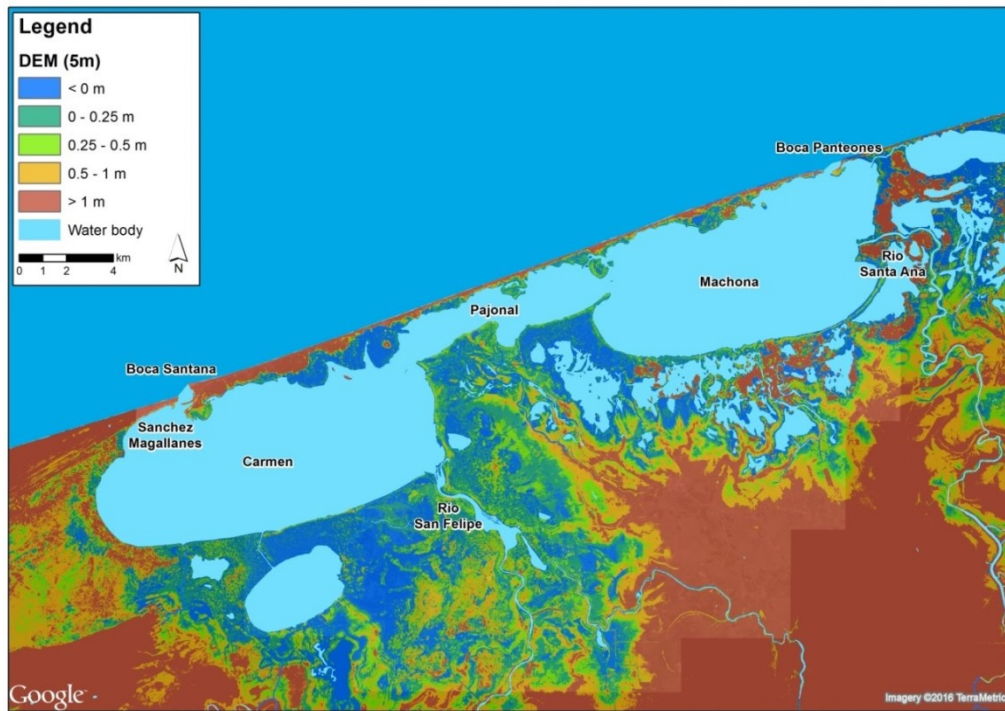 Legend
DEM (5m)
< 0 m
0 - 0.25 m
0.25 - 0.5 m
0.5 - 1 m
> 1 m
Water body
km
0 1 2 4
N
Boca Panteones
Rio
Santa Ana
Machona
Pajonal
Boca Santana
Sanchez
Magallanes
Carmen
Rio
San Felipe
Google
Imagery ©2016 TerraMetric